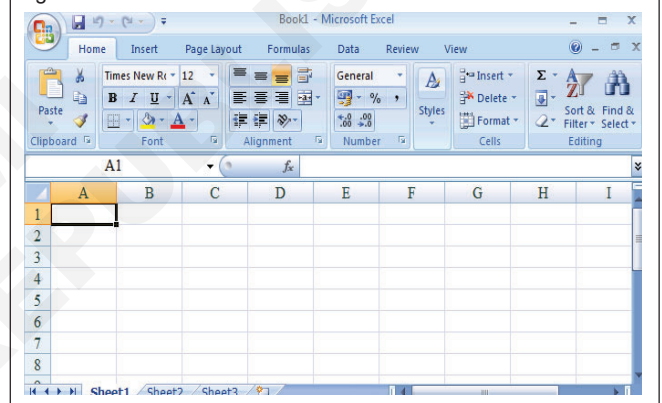 Book1 - Microsoft Excel
Home Insert Page Layout Formulas Data Review View
Paste
Clipboard
Times New Ro 12
B I U A A
A
Font
Alignment
General
% ,
Number
Styles
Insert
Delete
Format
Cells
Σ
Sort & Filter
Find & Select
Editing
A1 fx
A B C D E F G H I
1
2
3
4
5
6
7
8
Sheet1 Sheet2 Sheet3